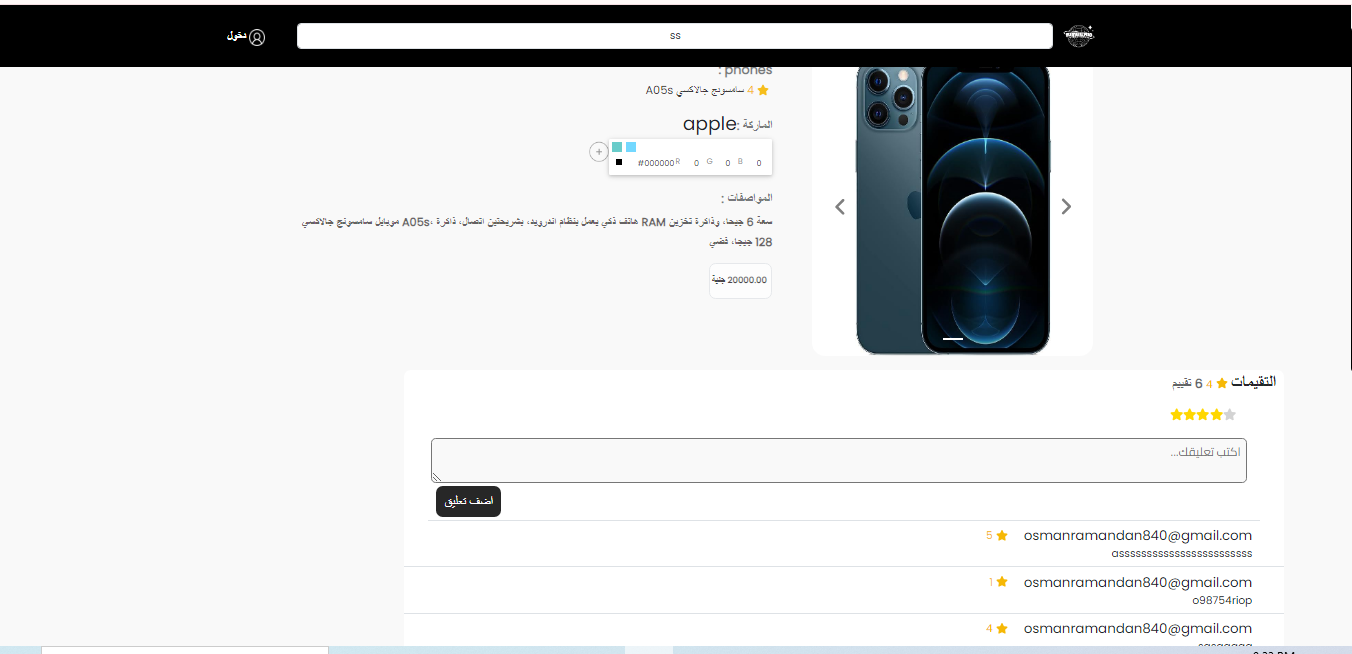 ss
دخول
phones :
4 سامسونج جالاكسي A05s
الماركة :apple
+
#000000 R 0 G 0 B 0
المواصفات :
سعة 6 جيجا، وذاكرة تخزين RAM هاتف ذكي يعمل بنظام اندرويد، بشريحتين اتصال، ذاكرة ،A05s موبايل سامسونج جالاكسي
128 جيجا، فضي
20000.00 جنية
التقيمات 4 6 تقييم
اكتب تعليقك...
اضف تعليق
osmanramandan840@gmail.com 5
asssssssssssssssssssssssss
osmanramandan840@gmail.com 1
o98754riop
osmanramandan840@gmail.com 4